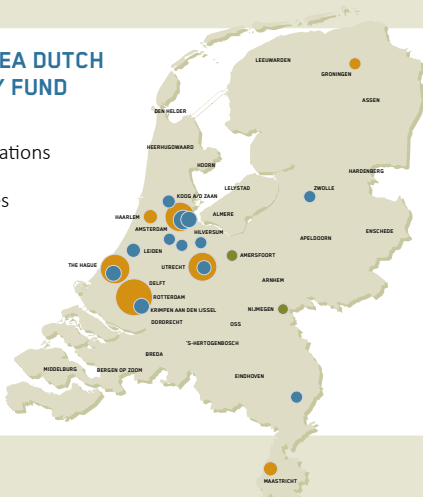 EA DUTCH
Y FUND
ations
es
LEEUWARDEN
GRONINGEN
ASSEN
DEN HELDER
HEERHUGOWAARD
HOORN
HARDENBERG
LELYSTAD
ZWOLLE
KOOG A/D ZAAN
HAARLEM
ALMERE
AMSTERDAM
HILVERSUM
ENSCHEDE
APELDOORN
LEIDEN
AMERSFOORT
THE HAGUE
UTRECHT
ARNHEM
DELFT
ROTTERDAM
NIJMEGEN
KRIMPEN AAN DEN IJSSEL
DORDRECHT
OSS
'S-HERTOGENBOSCH
BREDA
MIDDELBURG
BERGEN OP ZOOM
EINDHOVEN
MAASTRICHT